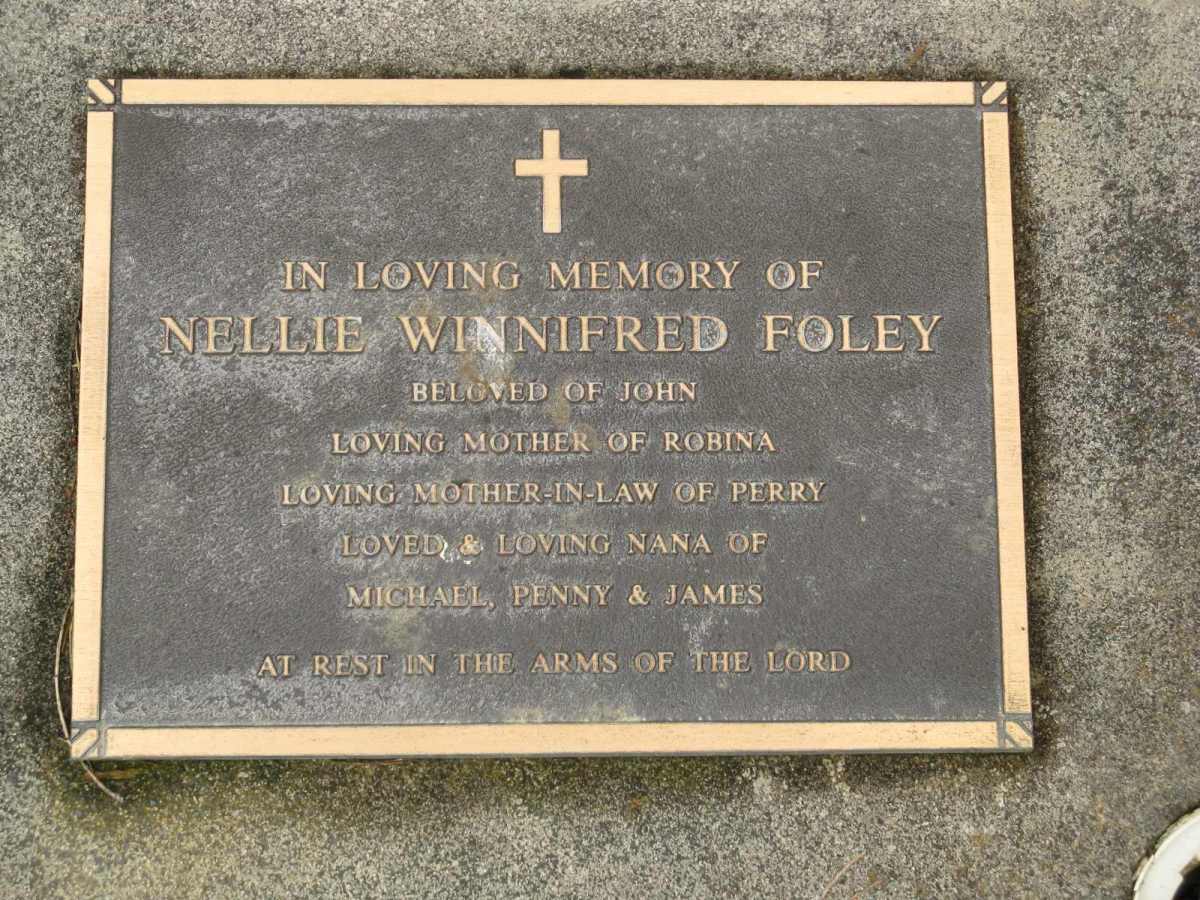 IN LOVING MEMORY OF
NELLIE WINNIFRED FOLEY
BELOVED OF JOHN
LOVING MOTHER OF ROBINA
LOVING MOTHER-IN-LAW OF PERRY
LOVED & LOVING NANA OF
MICHAEL, PENNY & JAMES
AT REST IN THE ARMS OF THE LORD